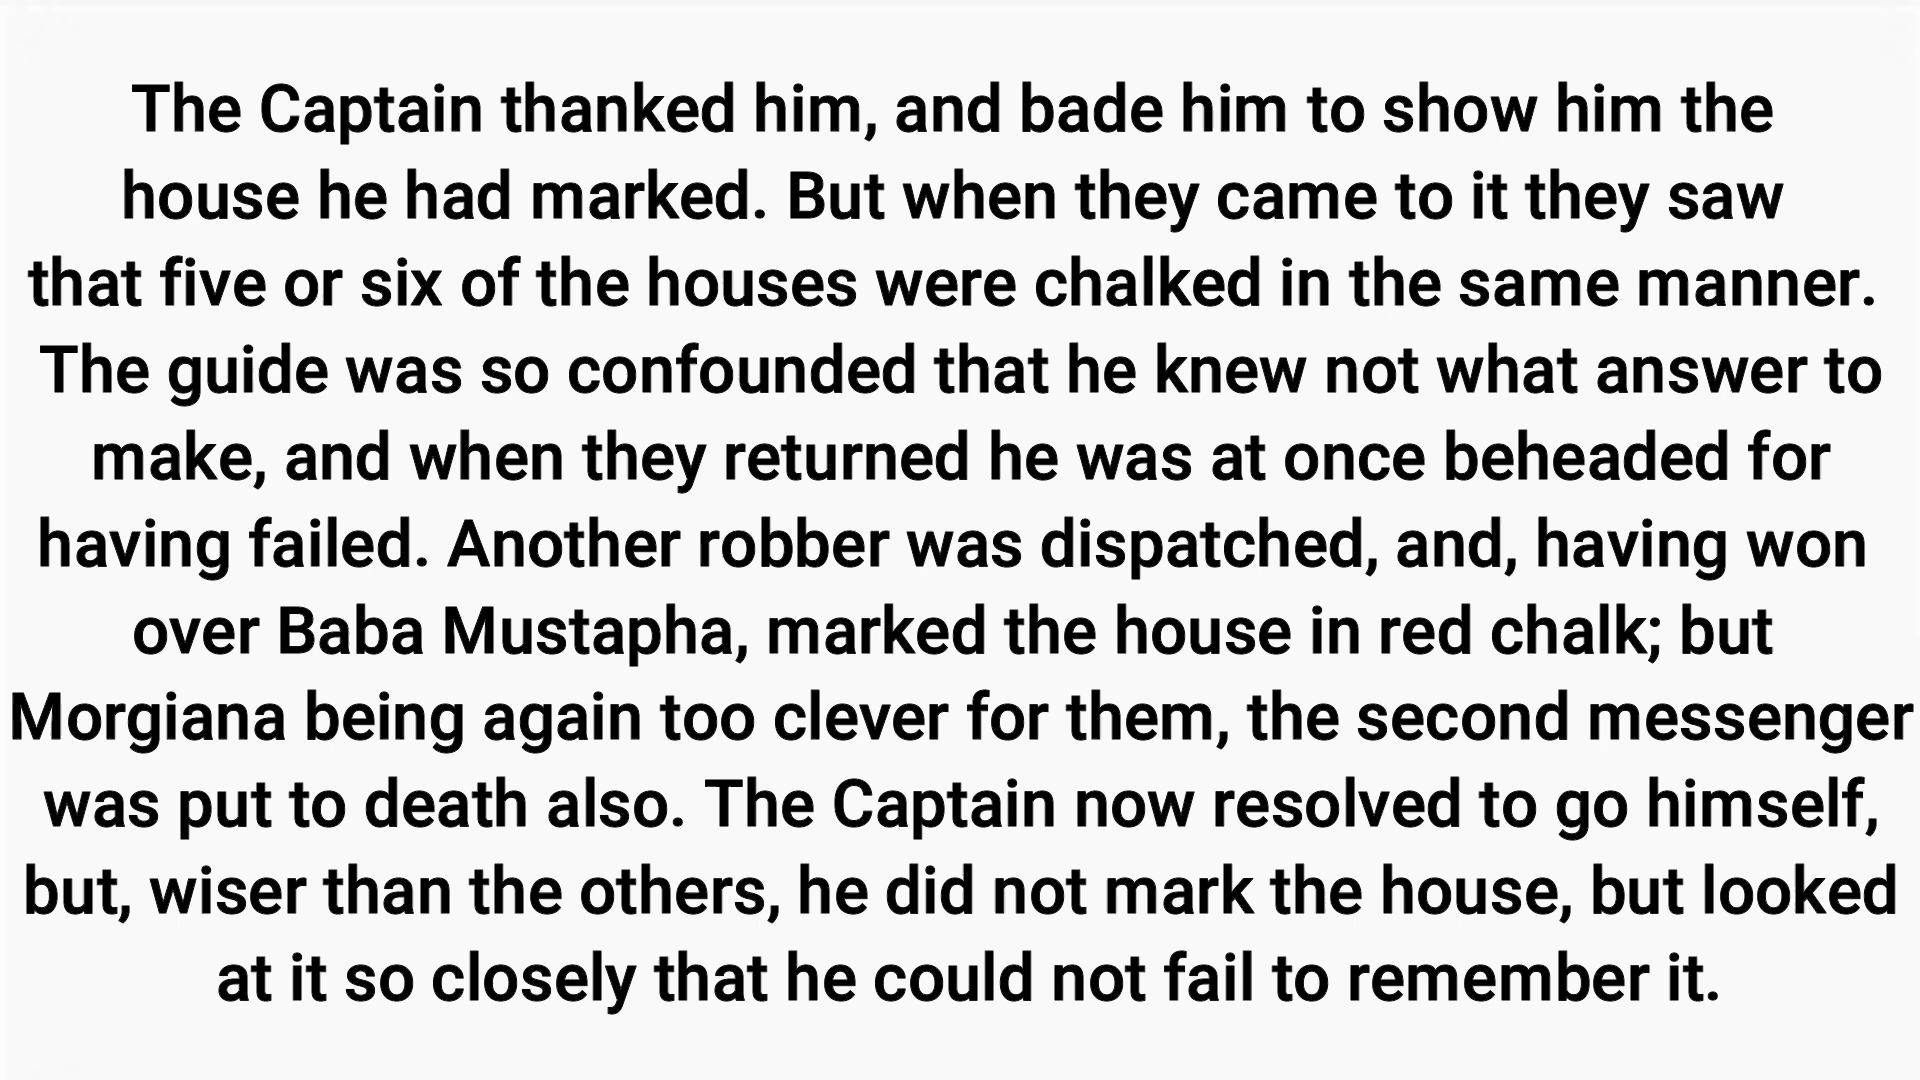 The Captain thanked him, and bade him to show him the
house he had marked. But when they came to it they saw
that five or six of the houses were chalked in the same manner.
The guide was so confounded that he knew not what answer to
make, and when they returned he was at once beheaded for
having failed. Another robber was dispatched, and, having won
over Baba Mustapha, marked the house in red chalk; but
Morgiana being again too clever for them, the second messenger
was put to death also. The Captain now resolved to go himself,
but, wiser than the others, he did not mark the house, but looked
at it so closely that he could not fail to remember it.